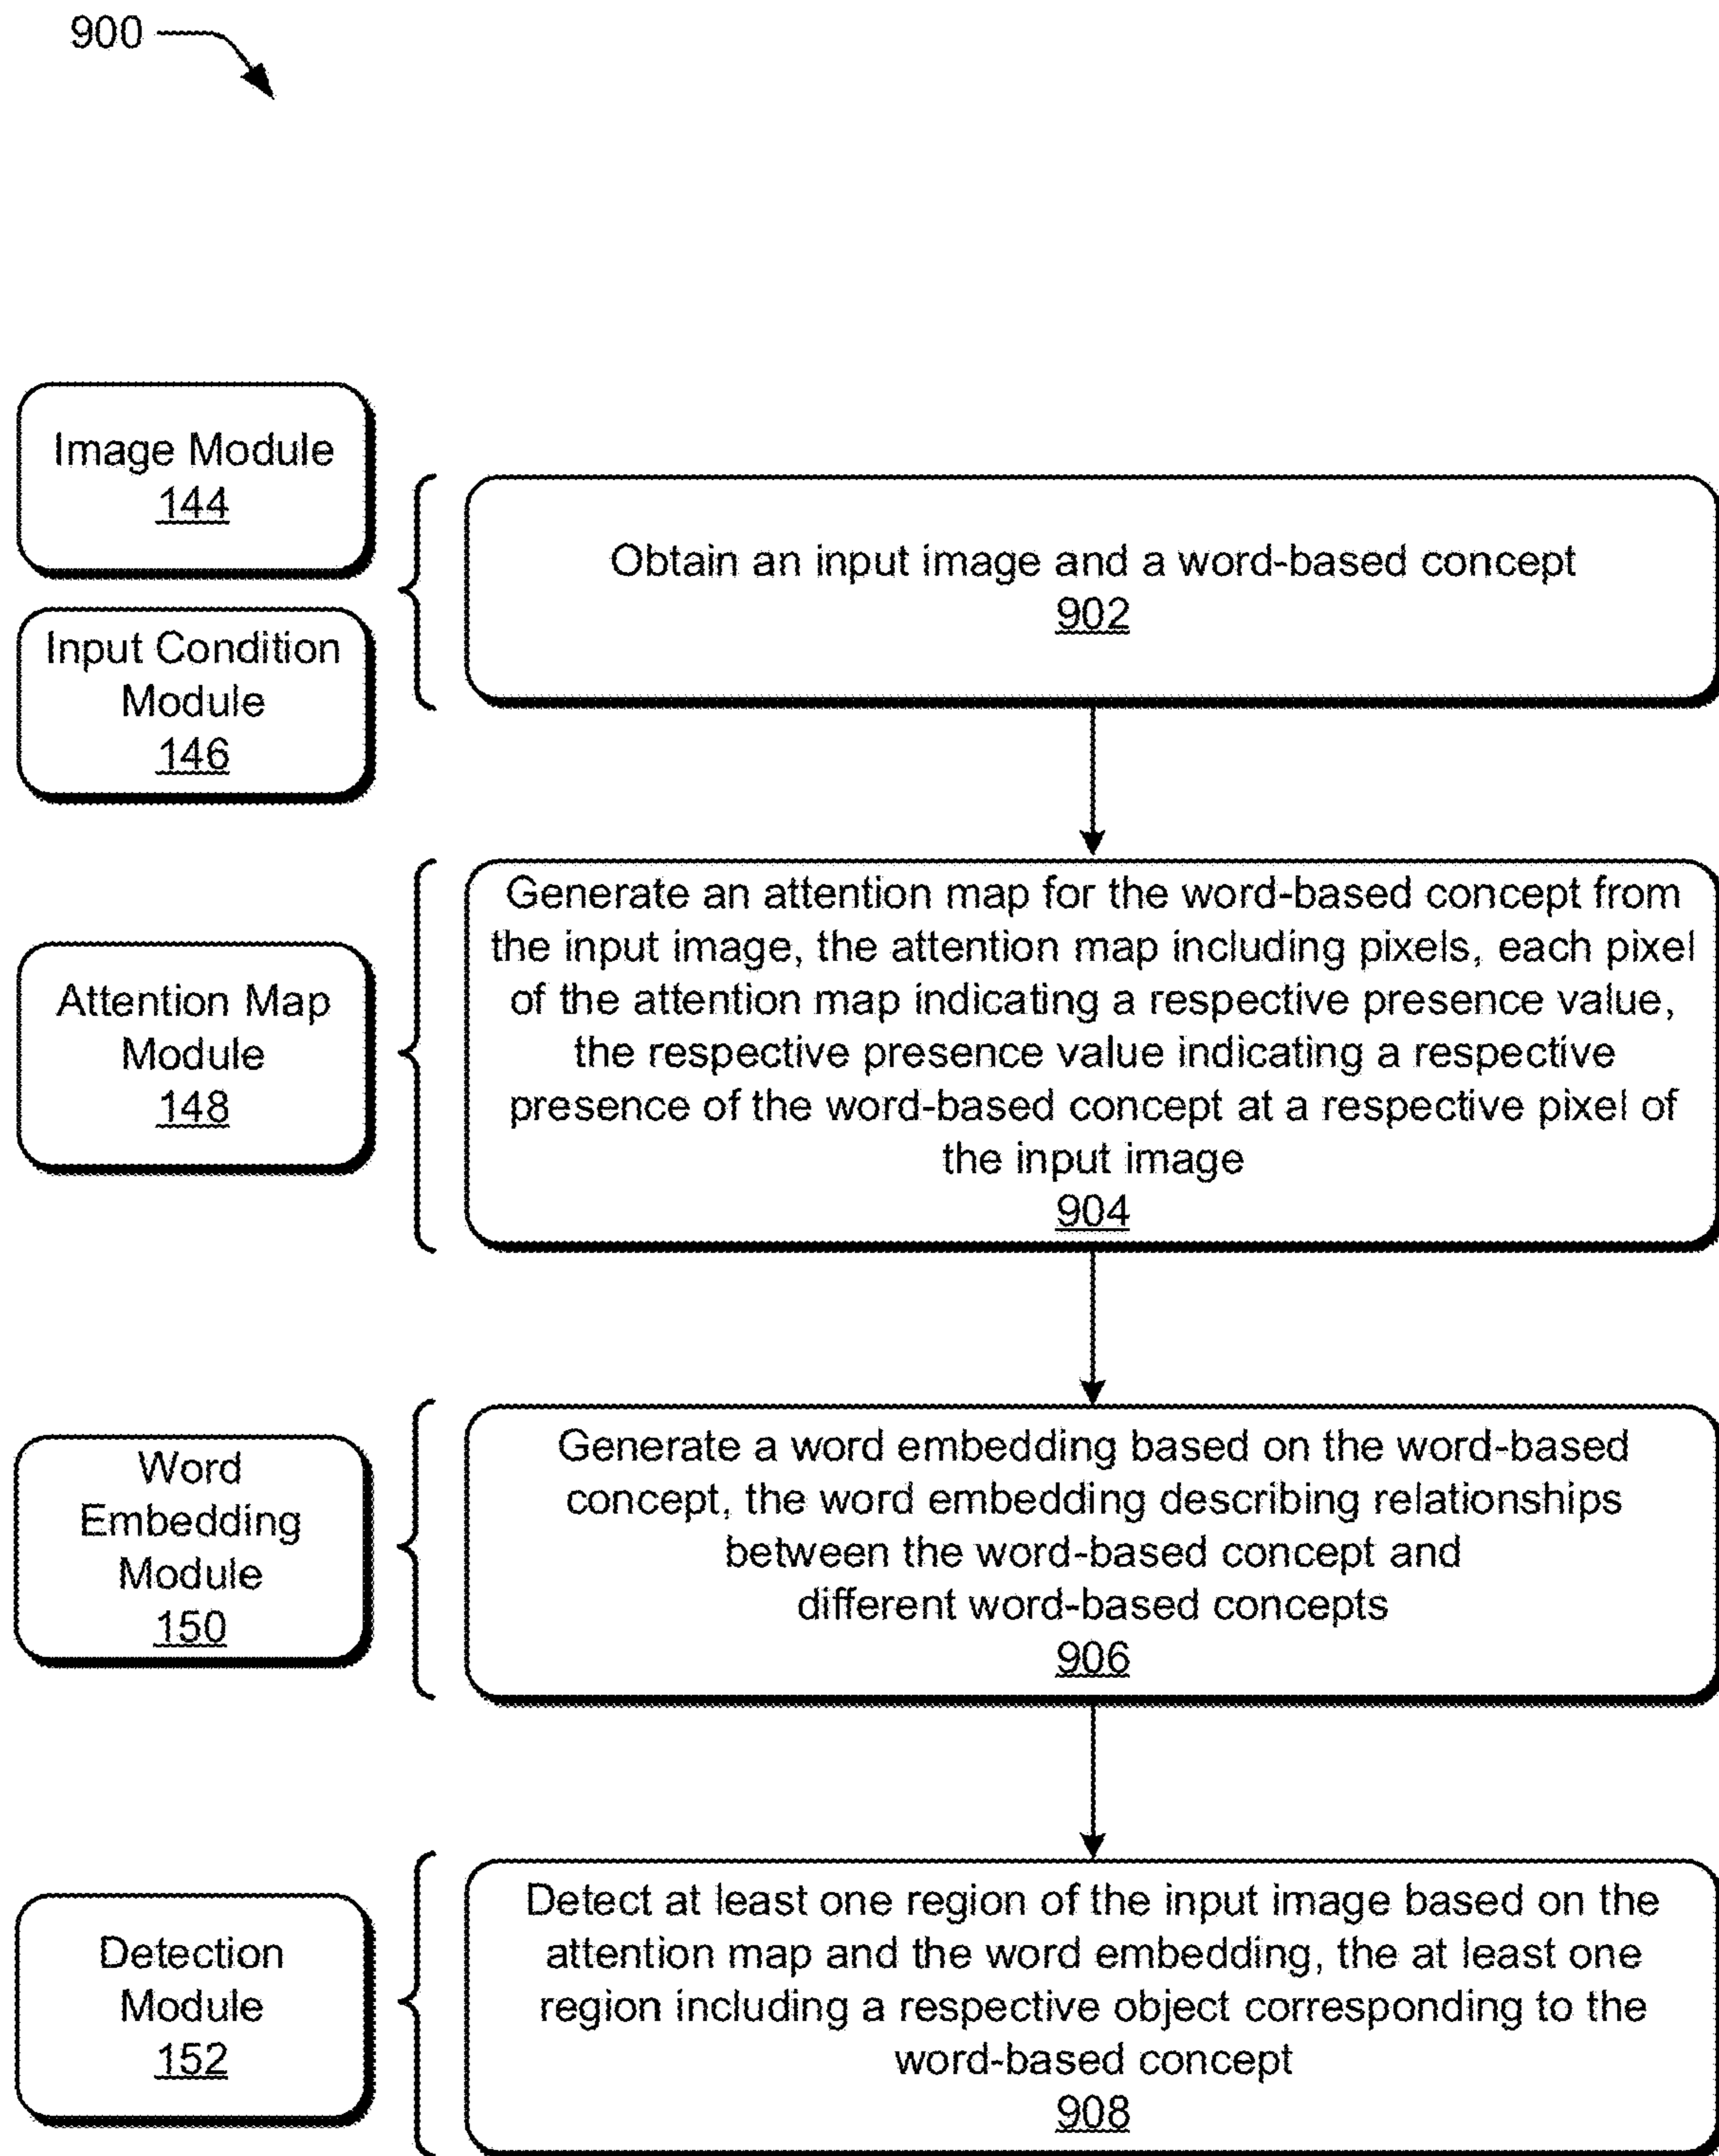 900
Image Module
144
Input Condition
Module
146
Obtain an input image and a word-based concept
902
Attention Map
Module
148
Generate an attention map for the word-based concept from
the input image, the attention map including pixels, each pixel
of the attention map indicating a respective presence value,
the respective presence value indicating a respective
presence of the word-based concept at a respective pixel of
the input image
904
Word
Embedding
Module
150
Generate a word embedding based on the word-based
concept, the word embedding describing relationships
between the word-based concept and
different word-based concepts
906
Detection
Module
152
Detect at least one region of the input image based on the
attention map and the word embedding, the at least one
region including a respective object corresponding to the
word-based concept
908